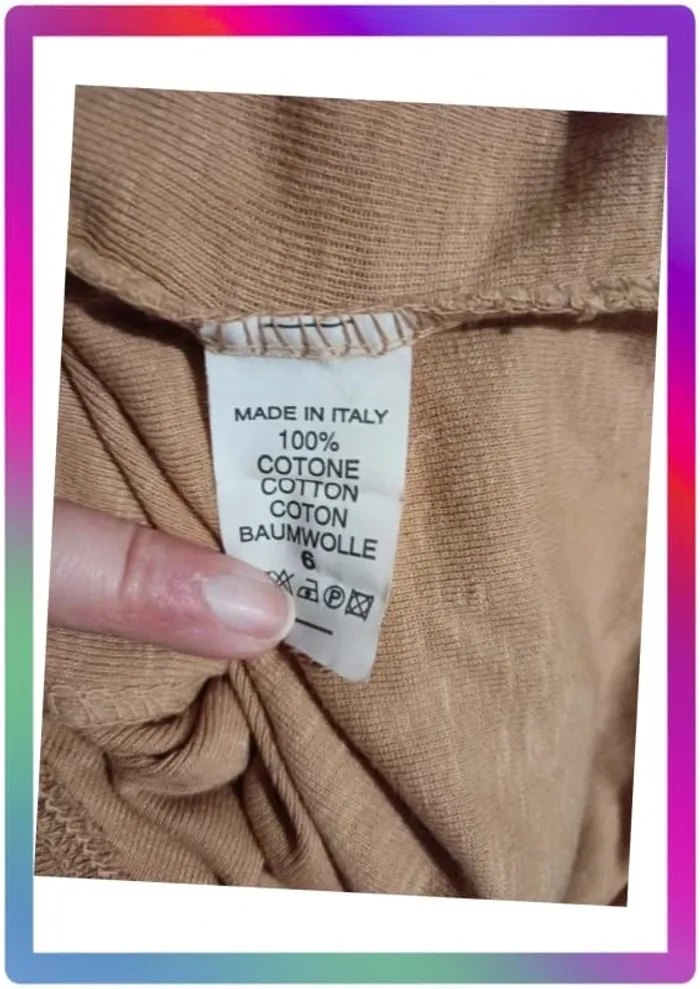 MADE IN ITALY
100%
COTONE
COTTON
COTON
BAUMWOLLE
6
P